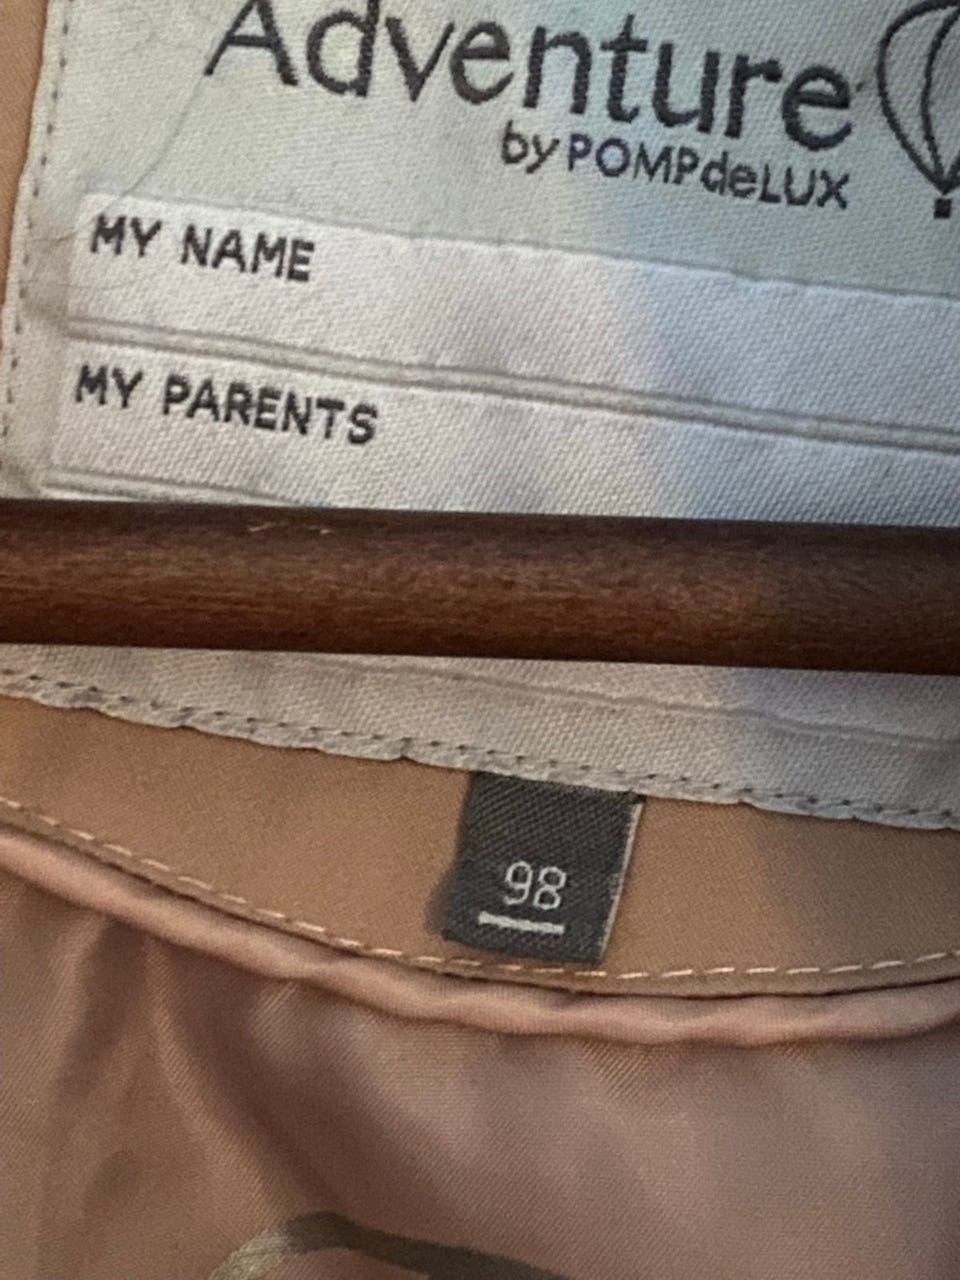 Adventure
by POMPdeLUX
MY NAME
MY PARENTS
98